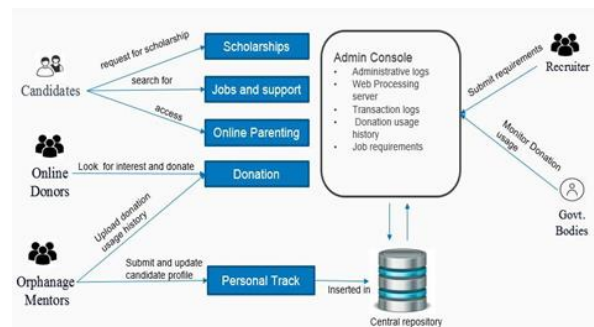 request for scholarship
Scholarships
Candidates
search for
Jobs and support
access
Online Parenting
Online
Donors
Look for interest and donate
Donation
Upload donation
usage history
Orphanage
Mentors
Submit and update
candidate profile
Personal Track
Inserted in
Central repository
Admin Console
• Administrative logs
• Web Processing
server
• Transaction logs
• Donation usage
history
• Job requirements
Submit requirements
Recruiter
Monitor Donation
usage
Govt.
Bodies